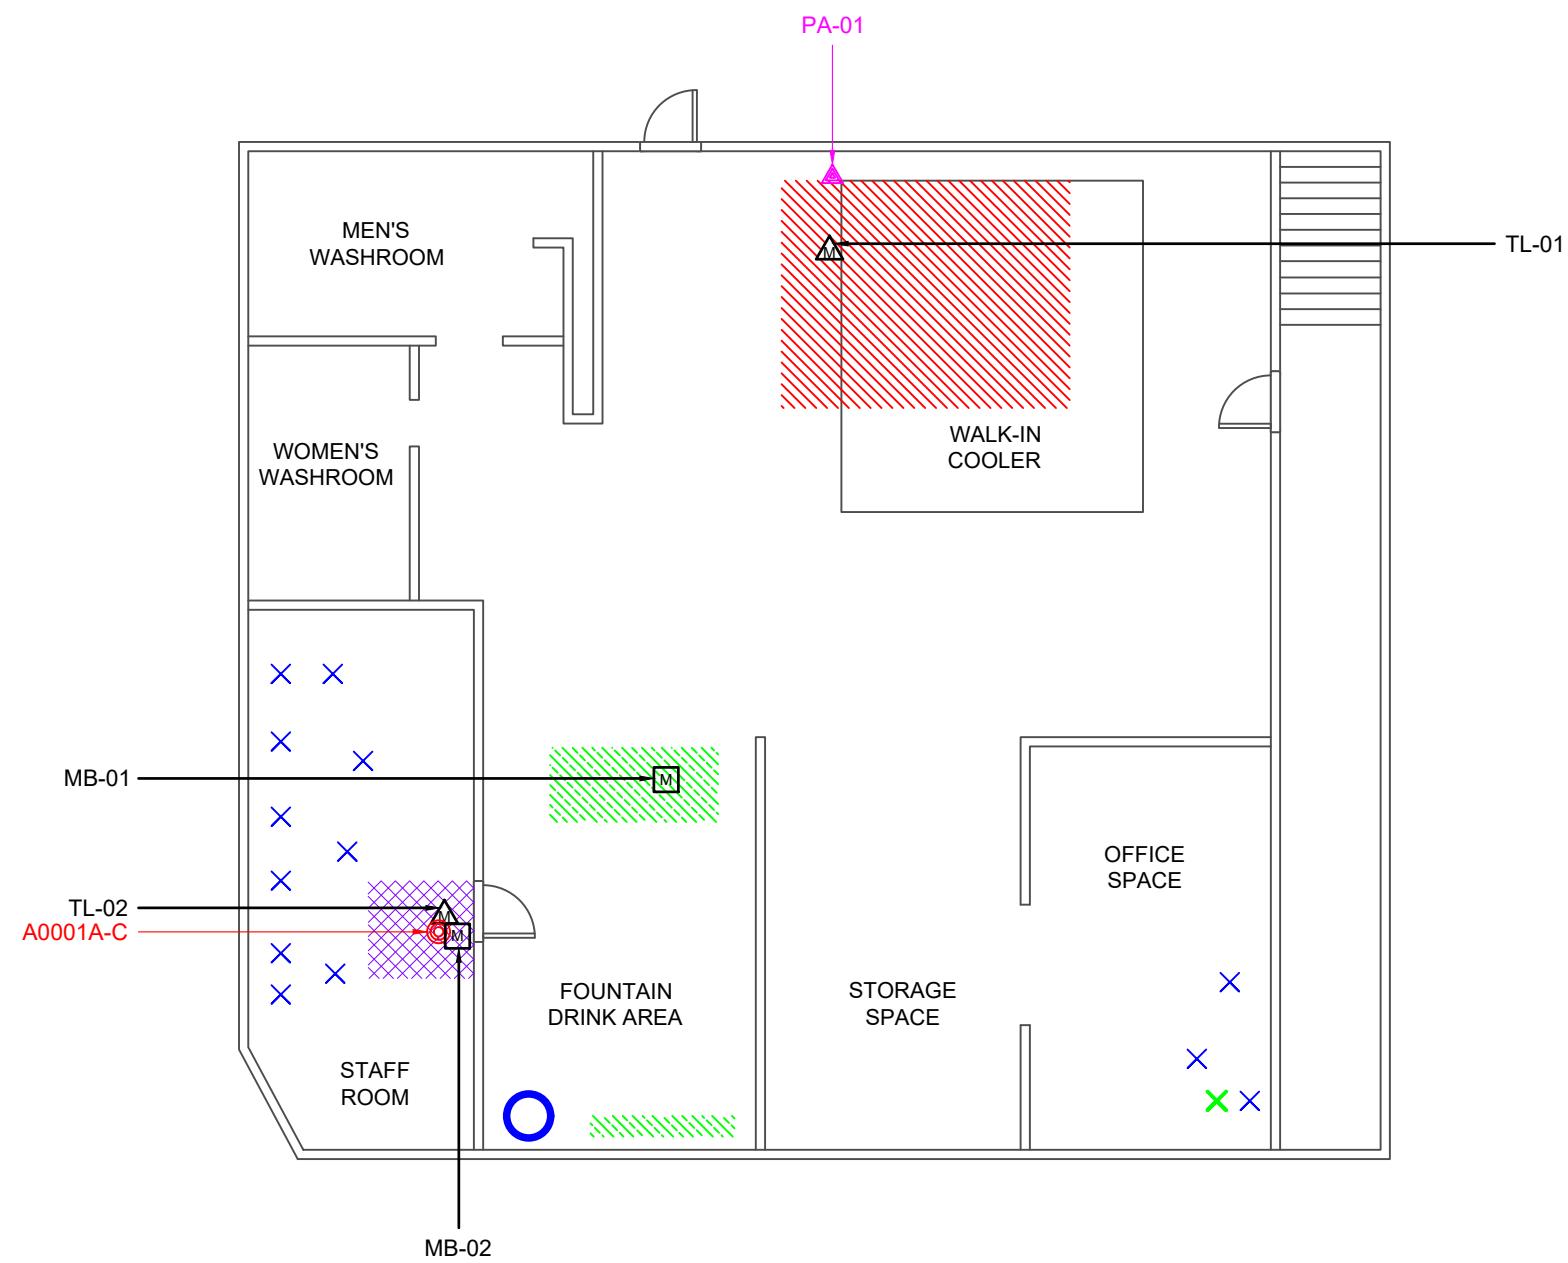 PA-01
MEN'S
WASHROOM
M
TL-01
WALK-IN
COOLER
WOMEN'S
WASHROOM
MB-01
M
OFFICE
SPACE
TL-02
M
A0001A-C
M
FOUNTAIN
DRINK AREA
STORAGE
SPACE
STAFF
ROOM
MB-02